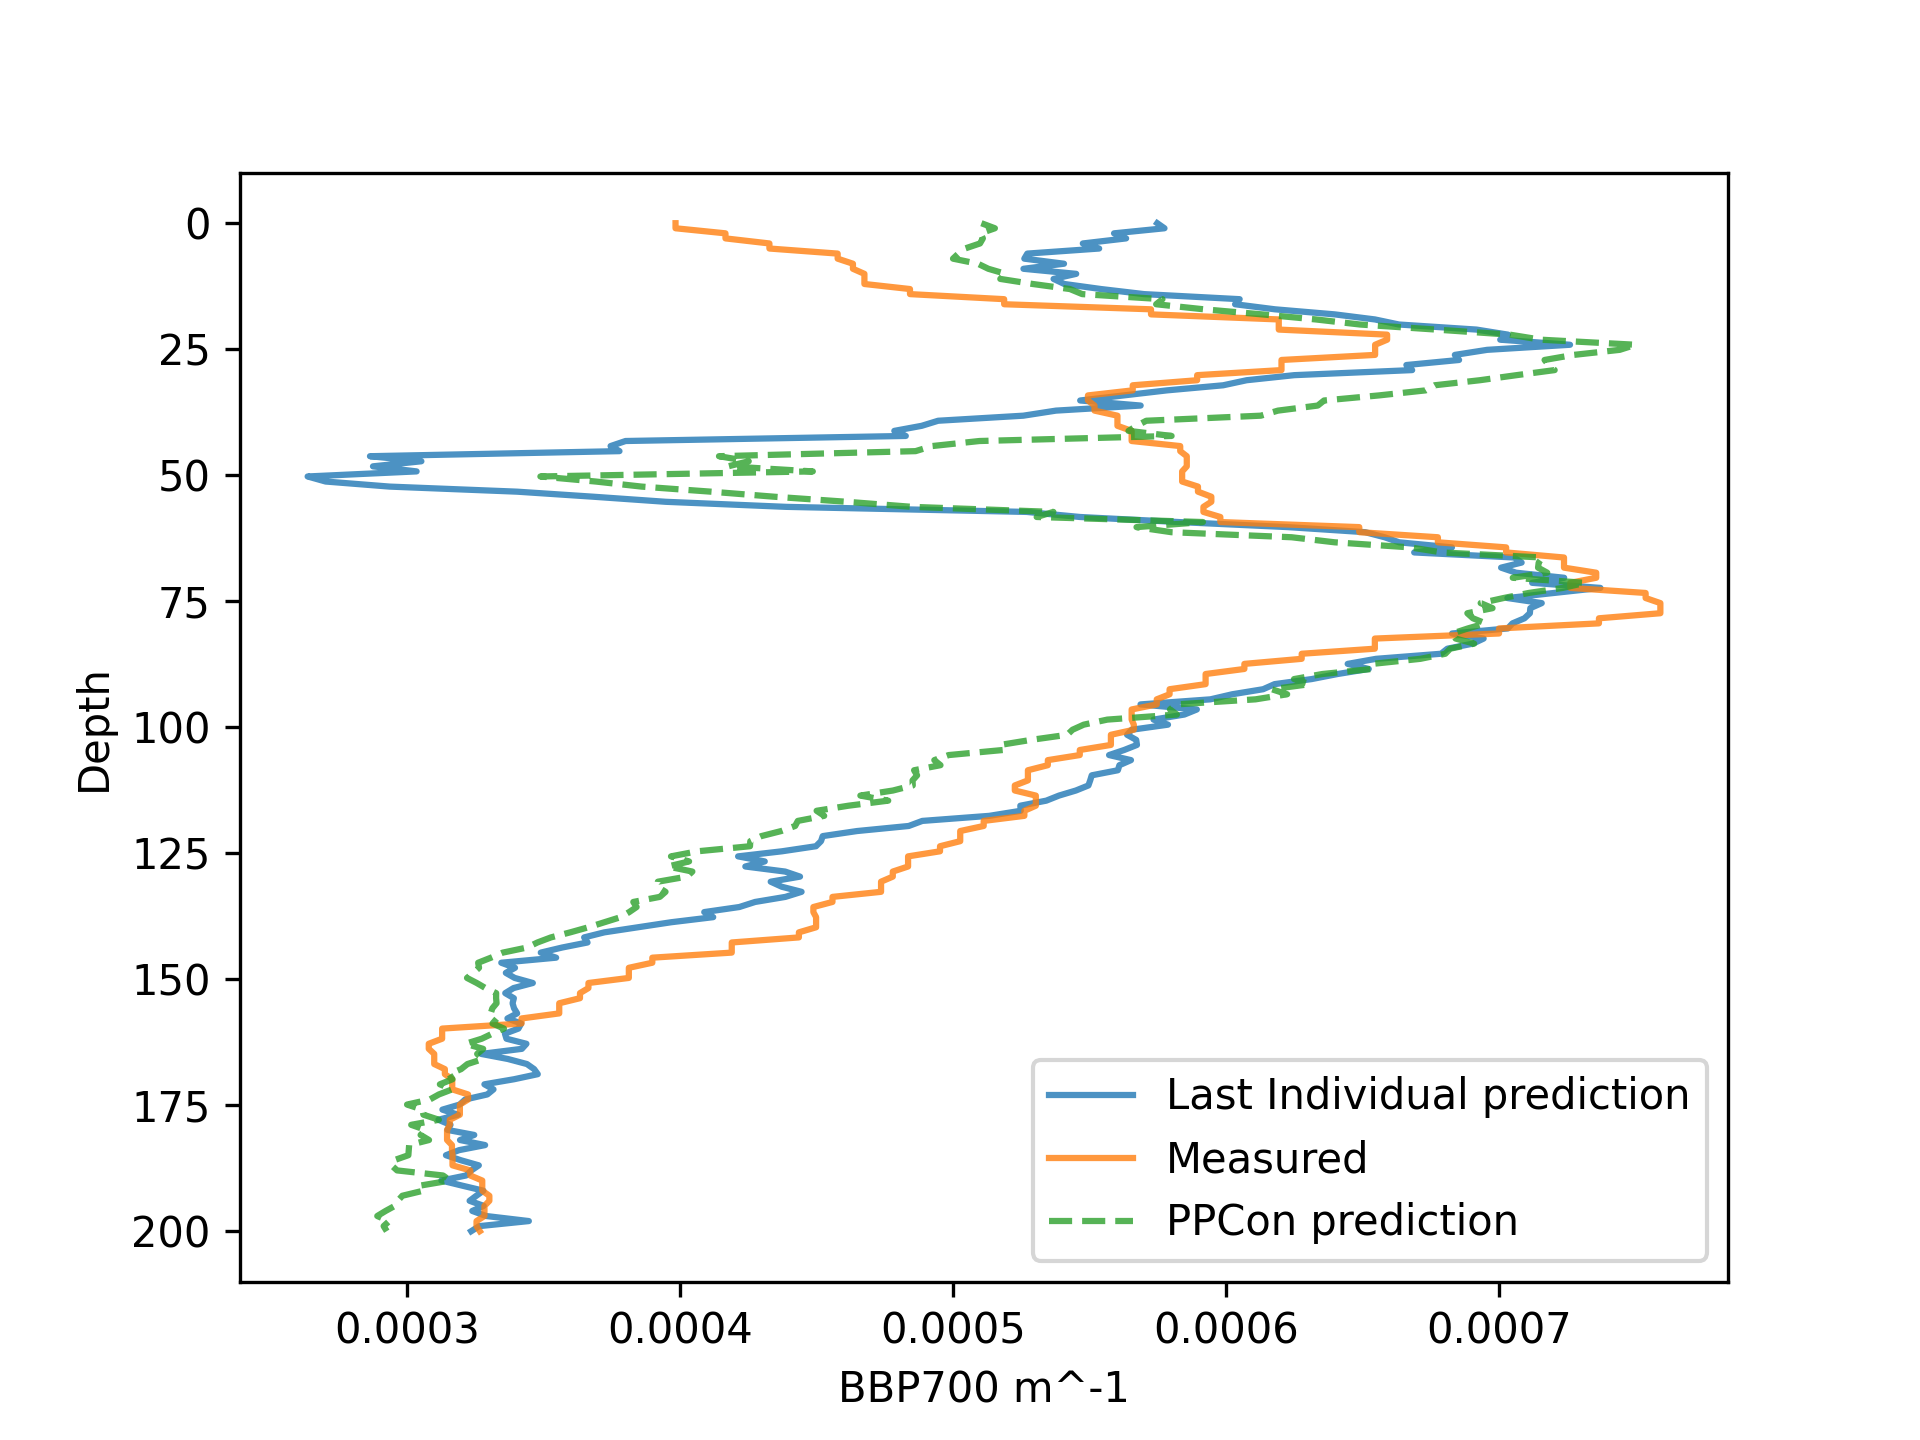 0
25
50
75
100
125
150
175
200
Depth
0.0003 0.0004 0.0005 0.0006 0.0007
BBP700 m^-1
Last Individual prediction
Measured
PPCon prediction